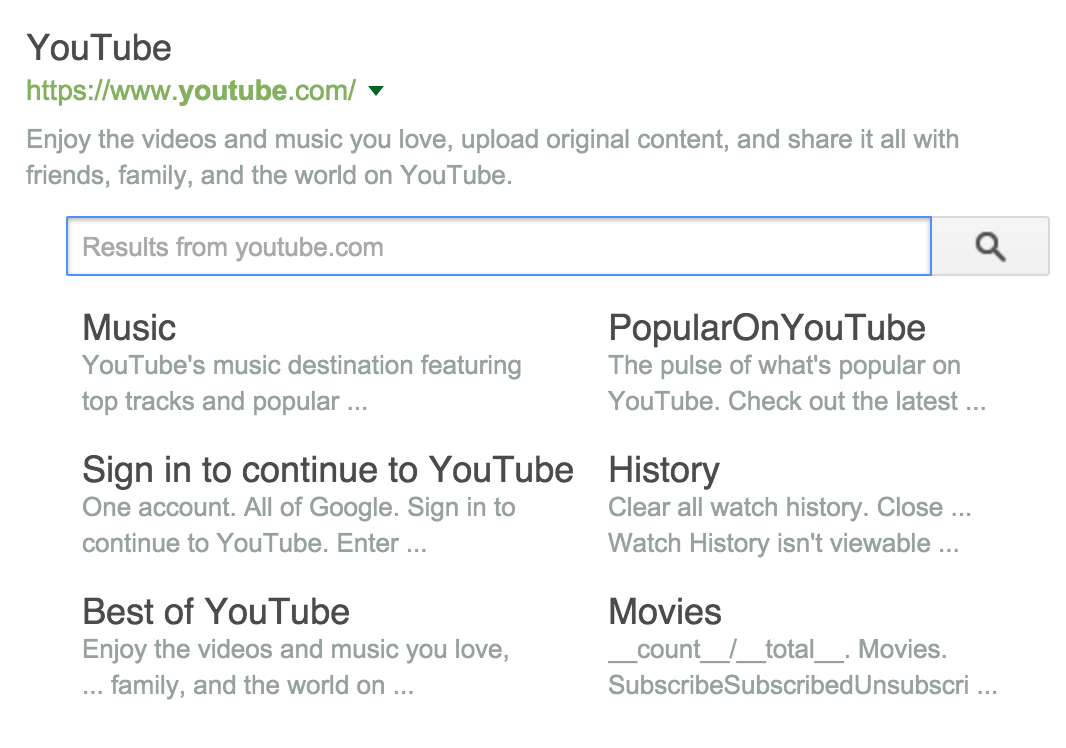 YouTube
https://www.youtube.com/
Enjoy the videos and music you love, upload original content, and share it all with
friends, family, and the world on YouTube.
Results from youtube.com
Music
YouTube's music destination featuring
top tracks and popular ...
PopularOnYouTube
The pulse of what's popular on
YouTube. Check out the latest ...
Sign in to continue to YouTube
One account. All of Google. Sign in to
continue to YouTube. Enter ...
History
Clear all watch history. Close ...
Watch History isn't viewable ...
Best of YouTube
Enjoy the videos and music you love,
... family, and the world on ...
Movies
__count__/__total__. Movies.
SubscribeSubscribedUnsubscri ...